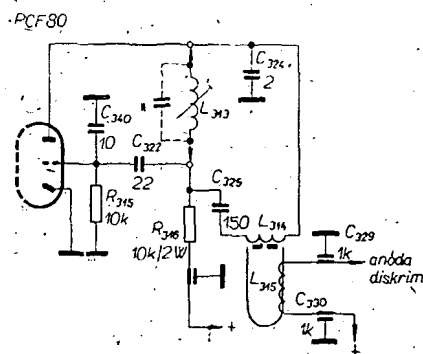 PCF80
C340
10
C322
22
R315
10k
L313
C324
2
C325
150
L314
R316
10k/2W
L315
C329
1k
anóda
diskrim
C330
1k
+
+